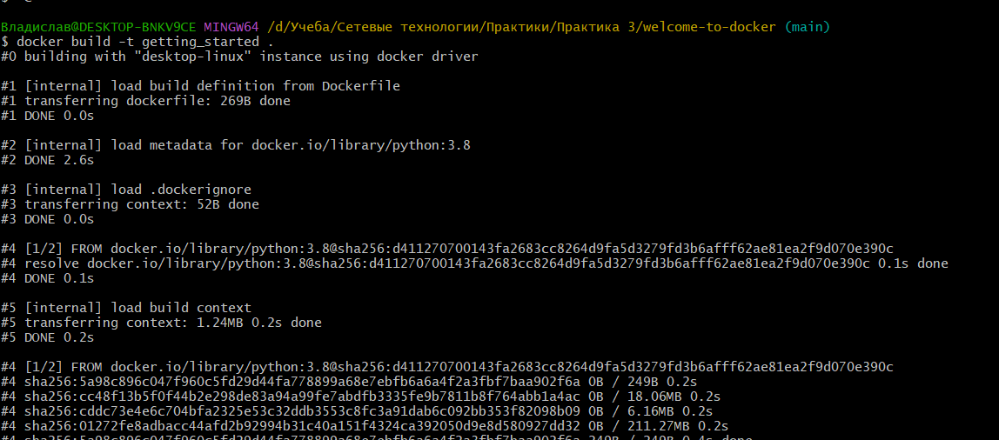 Владислав@DESKTOP-BNKV9CE MINGW64 /d/Учеба/Сетевые технологии/Практики/Практика 3/welcome-to-docker (main)
$ docker build -t getting_started .
#0 building with "desktop-linux" instance using docker driver
#1 [internal] load build definition from Dockerfile
#1 transferring dockerfile: 269B done
#1 DONE 0.0s
#2 [internal] load metadata for docker.io/library/python:3.8
#2 DONE 2.6s
#3 [internal] load .dockerignore
#3 transferring context: 52B done
#3 DONE 0.0s
#4 [1/2] FROM docker.io/library/python:3.8@sha256:d411270700143fa2683cc8264d9fa5d3279fd3b6afff62ae81ea2f9d070e390c
#4 resolve docker.io/library/python:3.8@sha256:d411270700143fa2683cc8264d9fa5d3279fd3b6afff62ae81ea2f9d070e390c 0.1s done
#4 DONE 0.1s
#5 [internal] load build context
#5 transferring context: 1.24MB 0.2s done
#5 DONE 0.2s
#4 [1/2] FROM docker.io/library/python:3.8@sha256:d411270700143fa2683cc8264d9fa5d3279fd3b6afff62ae81ea2f9d070e390c
#4 sha256:5a98c896c047f960c5fd29d44fa778899a68e7ebfb6a6a4f2a3fbf7baa902f6a 0B / 249B 0.2s
#4 sha256:cc48f13b5f0f44b2e298de83a94a99fe7abdfb3335fe9b7811b8f764abb1a4ac 0B / 18.06MB 0.2s
#4 sha256:cddc73e4e6c704bfa2325e53c32ddb3553c8fc3a91dab6c092bb353f82098b09 0B / 6.16MB 0.2s
#4 sha256:01272fe8adbacc44afd2b92994b31c40a151f4324ca392050d9e8d580927dd32 0B / 211.27MB 0.2s
#4 sha256:5a98c896c047f960c5fd29d44fa778899a68e7ebfb6a6a4f2a3fbf7baa902f6a 249B / 249B 0.4s done